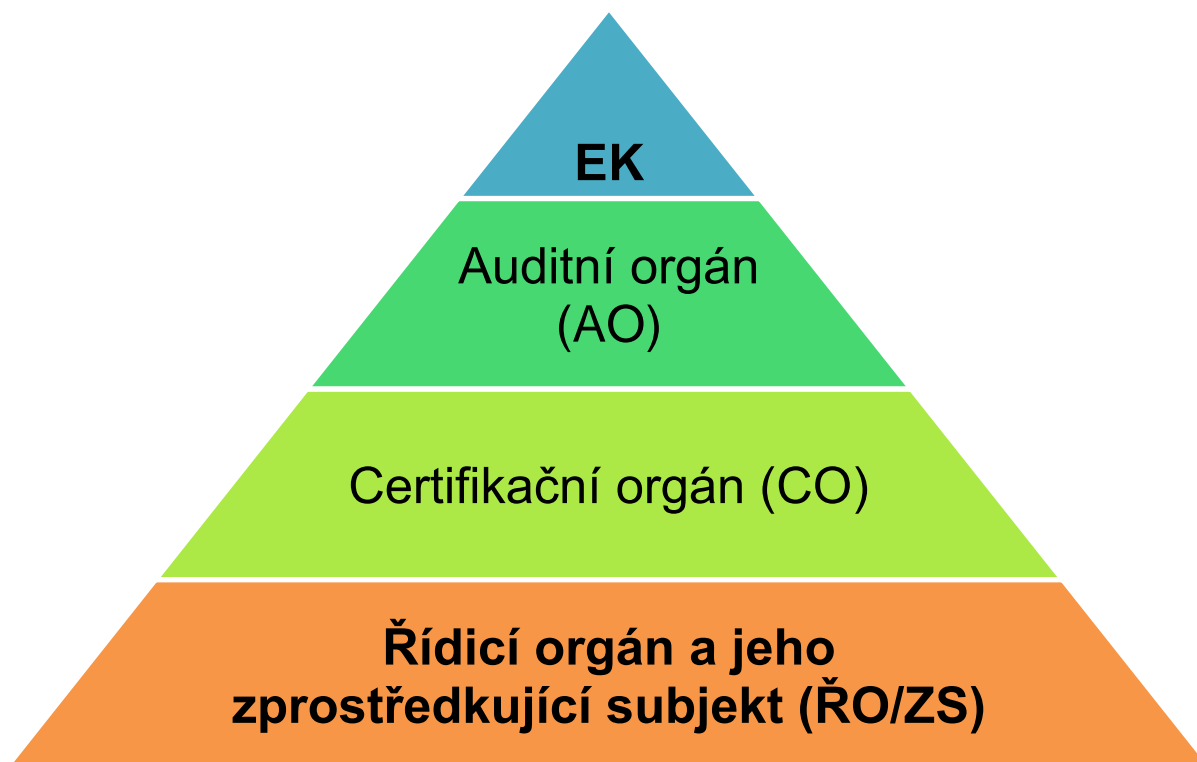 EK
Auditní orgán
(AO)
Certifikační orgán (CO)
Řídicí orgán a jeho
zprostředkující subjekt (ŘO/ZS)